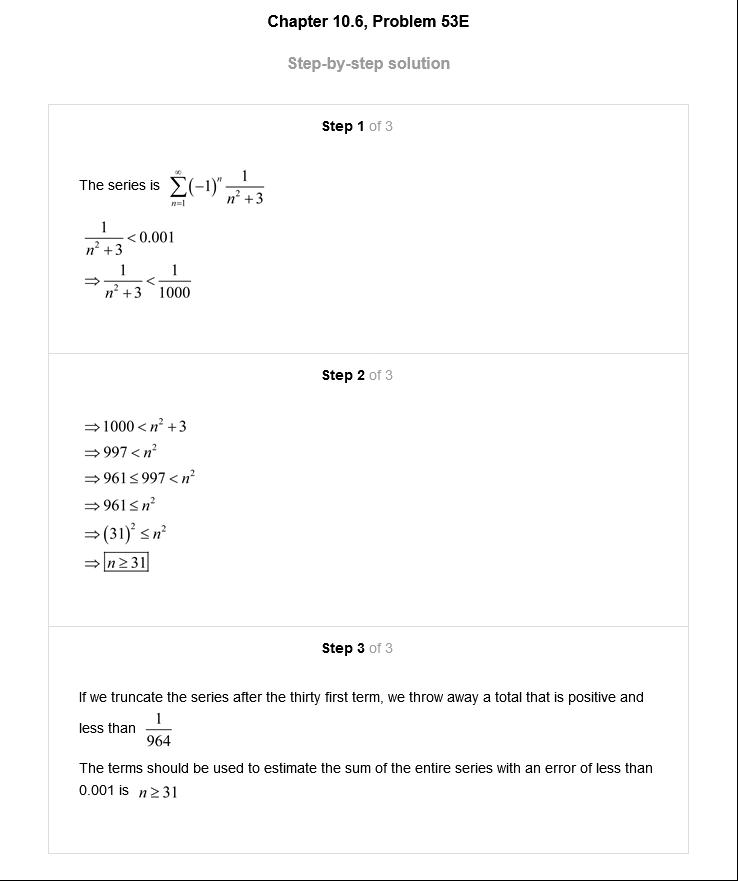 Chapter 10.6, Problem 53E
Step-by-step solution
Step 1 of 3
The series is $\sum_{n=1}^{\infty}(-1)^n \frac{1}{n^2+3}$
$\frac{1}{n^2+3} < 0.001$
$\Rightarrow \frac{1}{n^2+3} < \frac{1}{1000}$
Step 2 of 3
$\Rightarrow 1000 < n^2 + 3$
$\Rightarrow 997 < n^2$
$\Rightarrow 961 \le 997 < n^2$
$\Rightarrow 961 \le n^2$
$\Rightarrow (31)^2 \le n^2$
$\Rightarrow \boxed{n \ge 31}$
Step 3 of 3
If we truncate the series after the thirty first term, we throw away a total that is positive and
less than $\frac{1}{964}$
The terms should be used to estimate the sum of the entire series with an error of less than
0.001 is $n \ge 31$